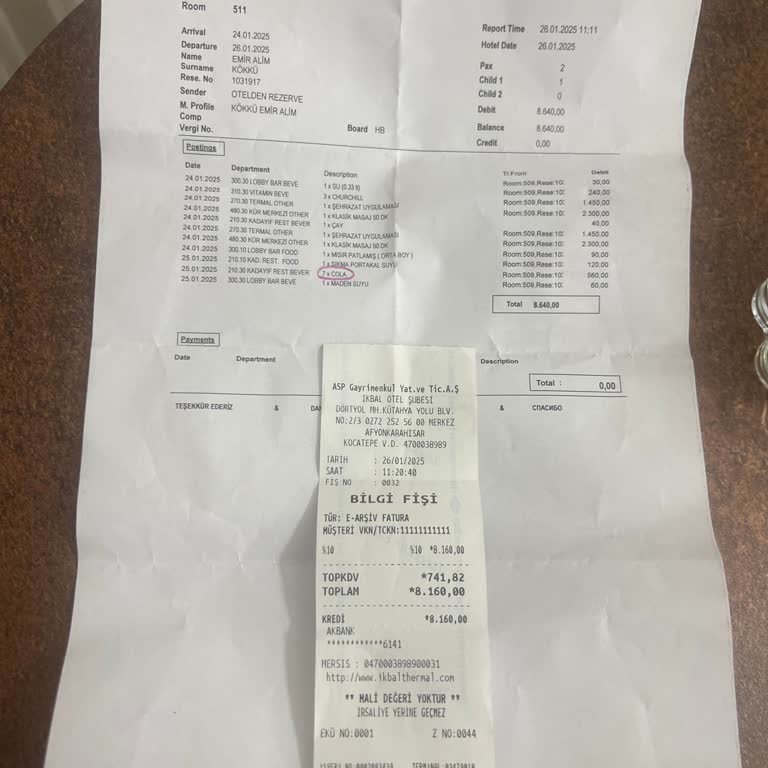 Room 511
Arrival 24.01.2025
Departure 26.01.2025
Name EMİR ALİM
Surname KÖKKÜ
Rese. No 1031917
Sender OTELDEN REZERVE
M. Profile KÖKKÜ EMİR ALİM
Comp
Vergi No. Board HB
Report Time 26.01.2025 11:11
Hotel Date 26.01.2025
Pax 2
Child 1 1
Child 2 0
Debit 8.640,00
Balance 8.640,00
Credit 0,00
Postings
Date Department Description Tr.From Debit
24.01.2025 300.30 LOBBY BAR BEVE 1 x SU (0.33 lt) Room:509,Rese:10: 30,00
24.01.2025 310.30 VITAMIN BEVE 3 x CHURCHILL Room:509,Rese:10: 240,00
24.01.2025 270.30 TERMAL OTHER 1 x ŞEHRAZAT UYGULAMASI Room:509,Rese:10: 1.450,00
24.01.2025 480.30 KÜR MERKEZİ OTHER 1 x KLASİK MASAJ 50 DK Room:509,Rese:10: 2.300,00
24.01.2025 210.30 KADAYIF REST BEVER 1 x ÇAY 40,00
24.01.2025 270.30 TERMAL OTHER 1 x ŞEHRAZAT UYGULAMASI Room:509,Rese:10: 1.450,00
24.01.2025 480.30 KÜR MERKEZİ OTHER 1 x KLASİK MASAJ 50 DK Room:509,Rese:10: 2.300,00
24.01.2025 300.10 LOBBY BAR FOOD 1 x MISIR PATLAMIŞ ( ORTA BOY ) Room:509,Rese:10: 90,00
25.01.2025 210.10 KAD. REST. FOOD 1 x SIKMA PORTAKAL SUYU Room:509,Rese:10: 120,00
25.01.2025 210.30 KADAYIF REST BEVER 7 x COLA Room:509,Rese:10: 560,00
25.01.2025 300.30 LOBBY BAR BEVE 1 x MADEN SUYU Room:509,Rese:10: 60,00
Total 8.640,00
Payments
Date Department Description
Total : 0,00
TEŞEKKÜR EDERİZ & & СПАСИБО
ASP Gayrimenkul Yat.ve Tic.A.Ş
İKBAL OTEL ŞUBESİ
DÖRTYOL MH.KÜTAHYA YOLU BLV.
NO:2/3 0272 252 56 00 MERKEZ
AFYONKARAHİSAR
KOCATEPE V.D. 4700038989
TARİH : 26/01/2025
SAAT : 11:20:40
FİŞ NO : 0032
BİLGİ FİŞİ
TÜR: E-ARŞİV FATURA
MÜŞTERİ VKN/TCKN:11111111111
%10 %10 *8.160,00
TOPKDV *741,82
TOPLAM *8.160,00
KREDİ *8.160,00
AKBANK
************6141
MERSIS : 0470003898900031
http://www.ikbalthermal.com
** MALİ DEĞERİ YOKTUR **
İRSALİYE YERİNE GEÇMEZ
EKÜ NO:0001 Z NO:0044